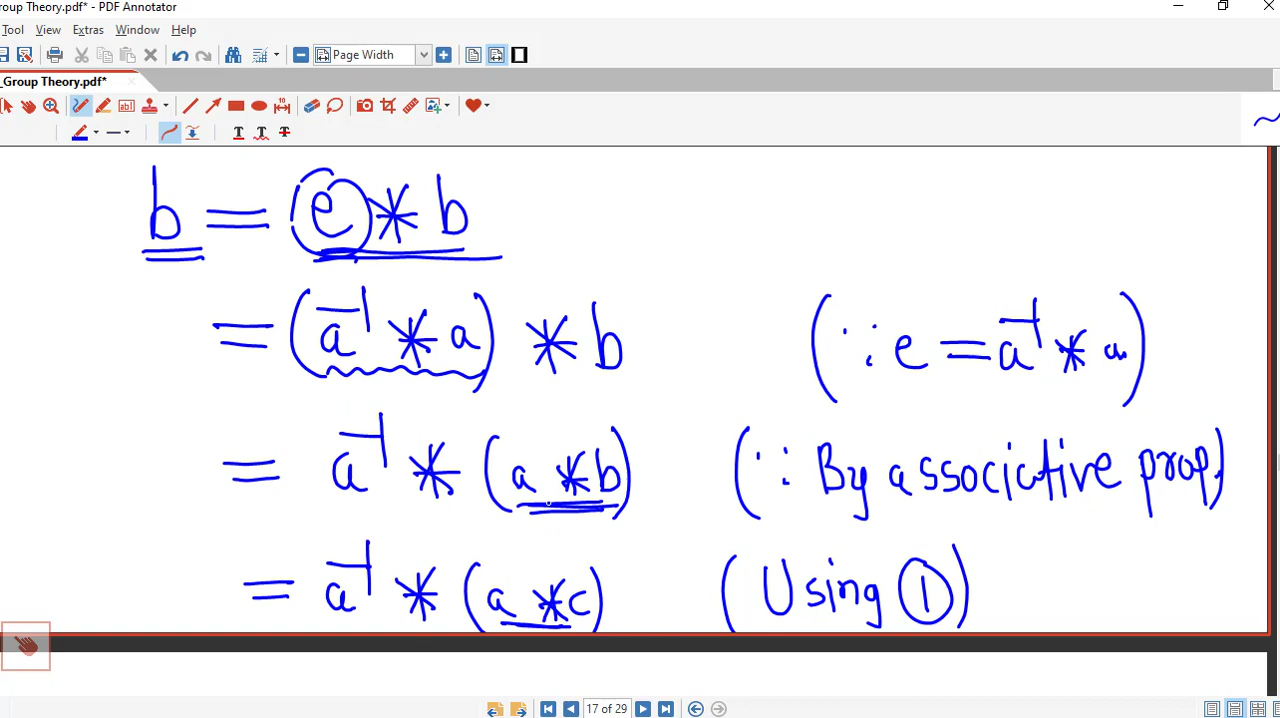 roup Theory.pdf* - PDF Annotator
Tool View Extras Window Help
Page Width
_Group Theory.pdf*
b = e * b
= (a⁻¹ * a) * b (∵ e = a⁻¹ * a)
= a⁻¹ * (a * b) (∵ By associative prop.)
= a⁻¹ * (a * c) (Using ①)
17 of 29